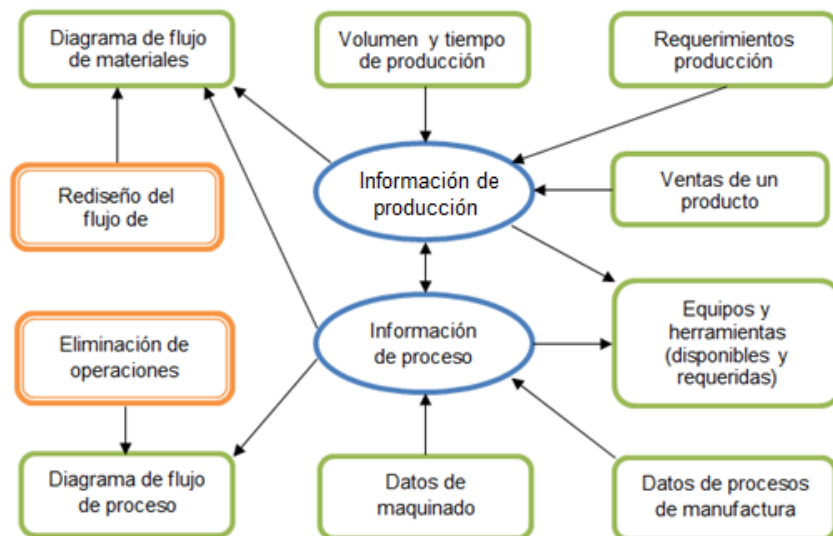 Diagrama de flujo
de materiales
Volumen y tiempo
de producción
Requerimientos
producción
Rediseño del
flujo de
Información de
producción
Ventas de un
producto
Eliminación de
operaciones
Información
de proceso
Equipos y
herramientas
(disponibles y
requeridas)
Diagrama de flujo
de proceso
Datos de
maquinado
Datos de procesos
de manufactura